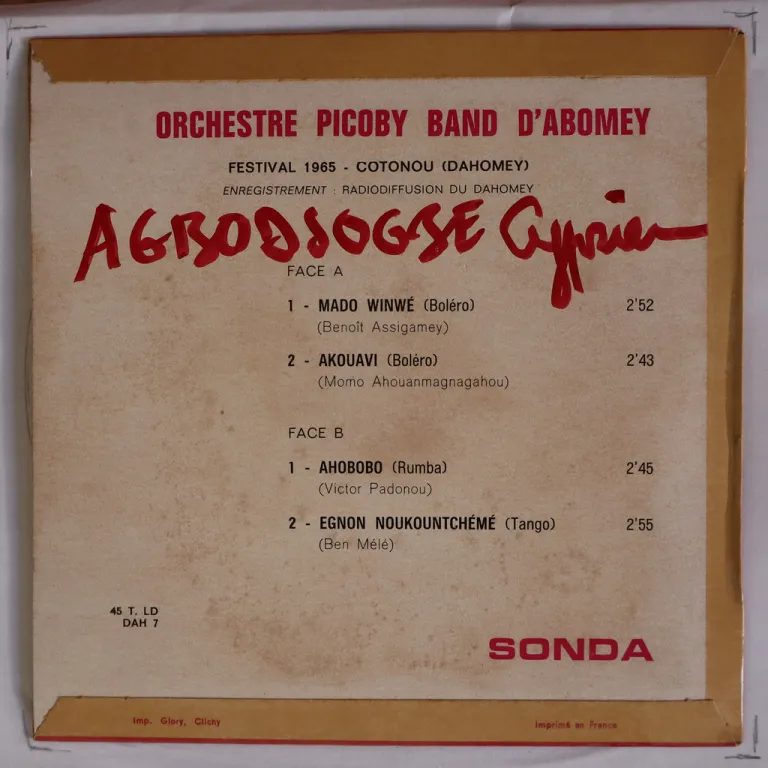 ORCHESTRE PICOBY BAND D'ABOMEY
FESTIVAL 1965 - COTONOU (DAHOMEY)
ENREGISTREMENT : RADIODIFFUSION DU DAHOMEY
AGBODJOGBE Cyprien
FACE A
1 - MADO WINWÉ (Boléro) 2'52
(Benoît Assigamey)
2 - AKOUAVI (Boléro) 2'43
(Momo Ahouanmagnagahou)
FACE B
1 - AHOBOBO (Rumba) 2'45
(Victor Padonou)
2 - EGNON NOUKOUNTCHÉMÉ (Tango) 2'55
(Ben Mélé)
45 T. LD
DAH 7
SONDA
Imp. Glory, Clichy
Imprimé en France